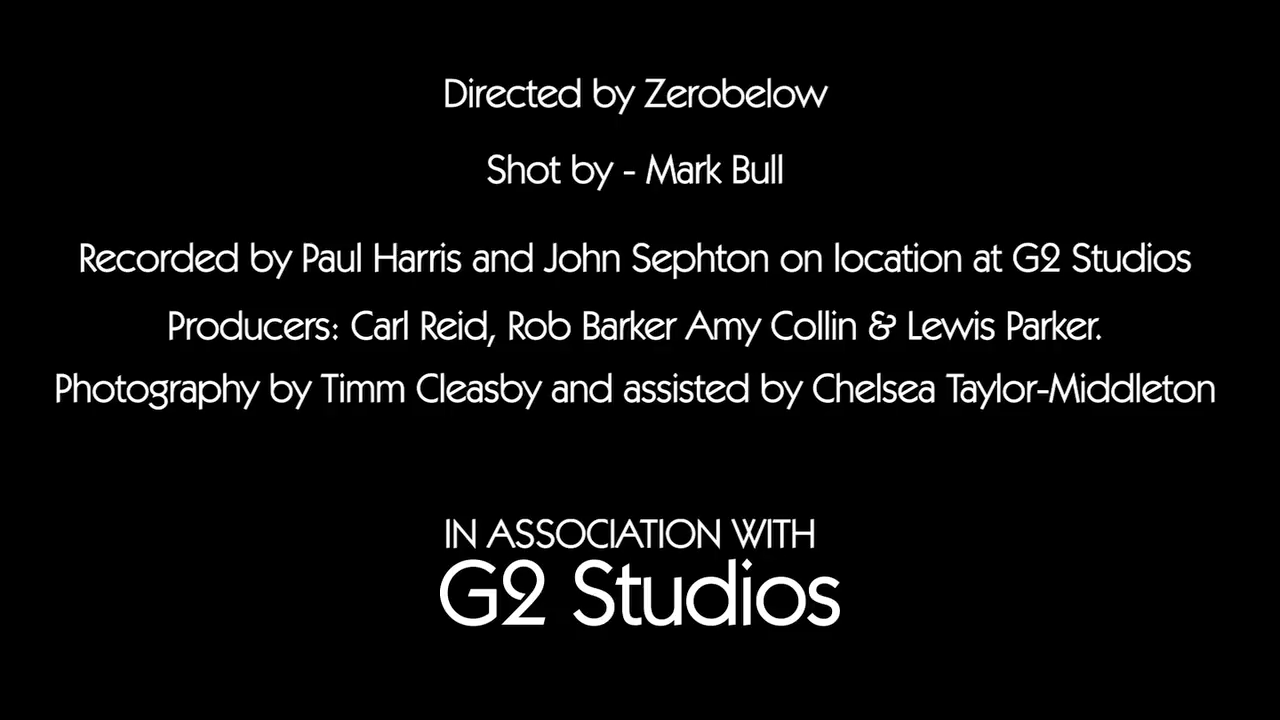 Directed by Zerobelow
Shot by - Mark Bull
Recorded by Paul Harris and John Sephton on location at G2 Studios
Producers: Carl Reid, Rob Barker Amy Collin & Lewis Parker.
Photography by Timm Cleasby and assisted by Chelsea Taylor-Middleton
IN ASSOCIATION WITH
G2 Studios